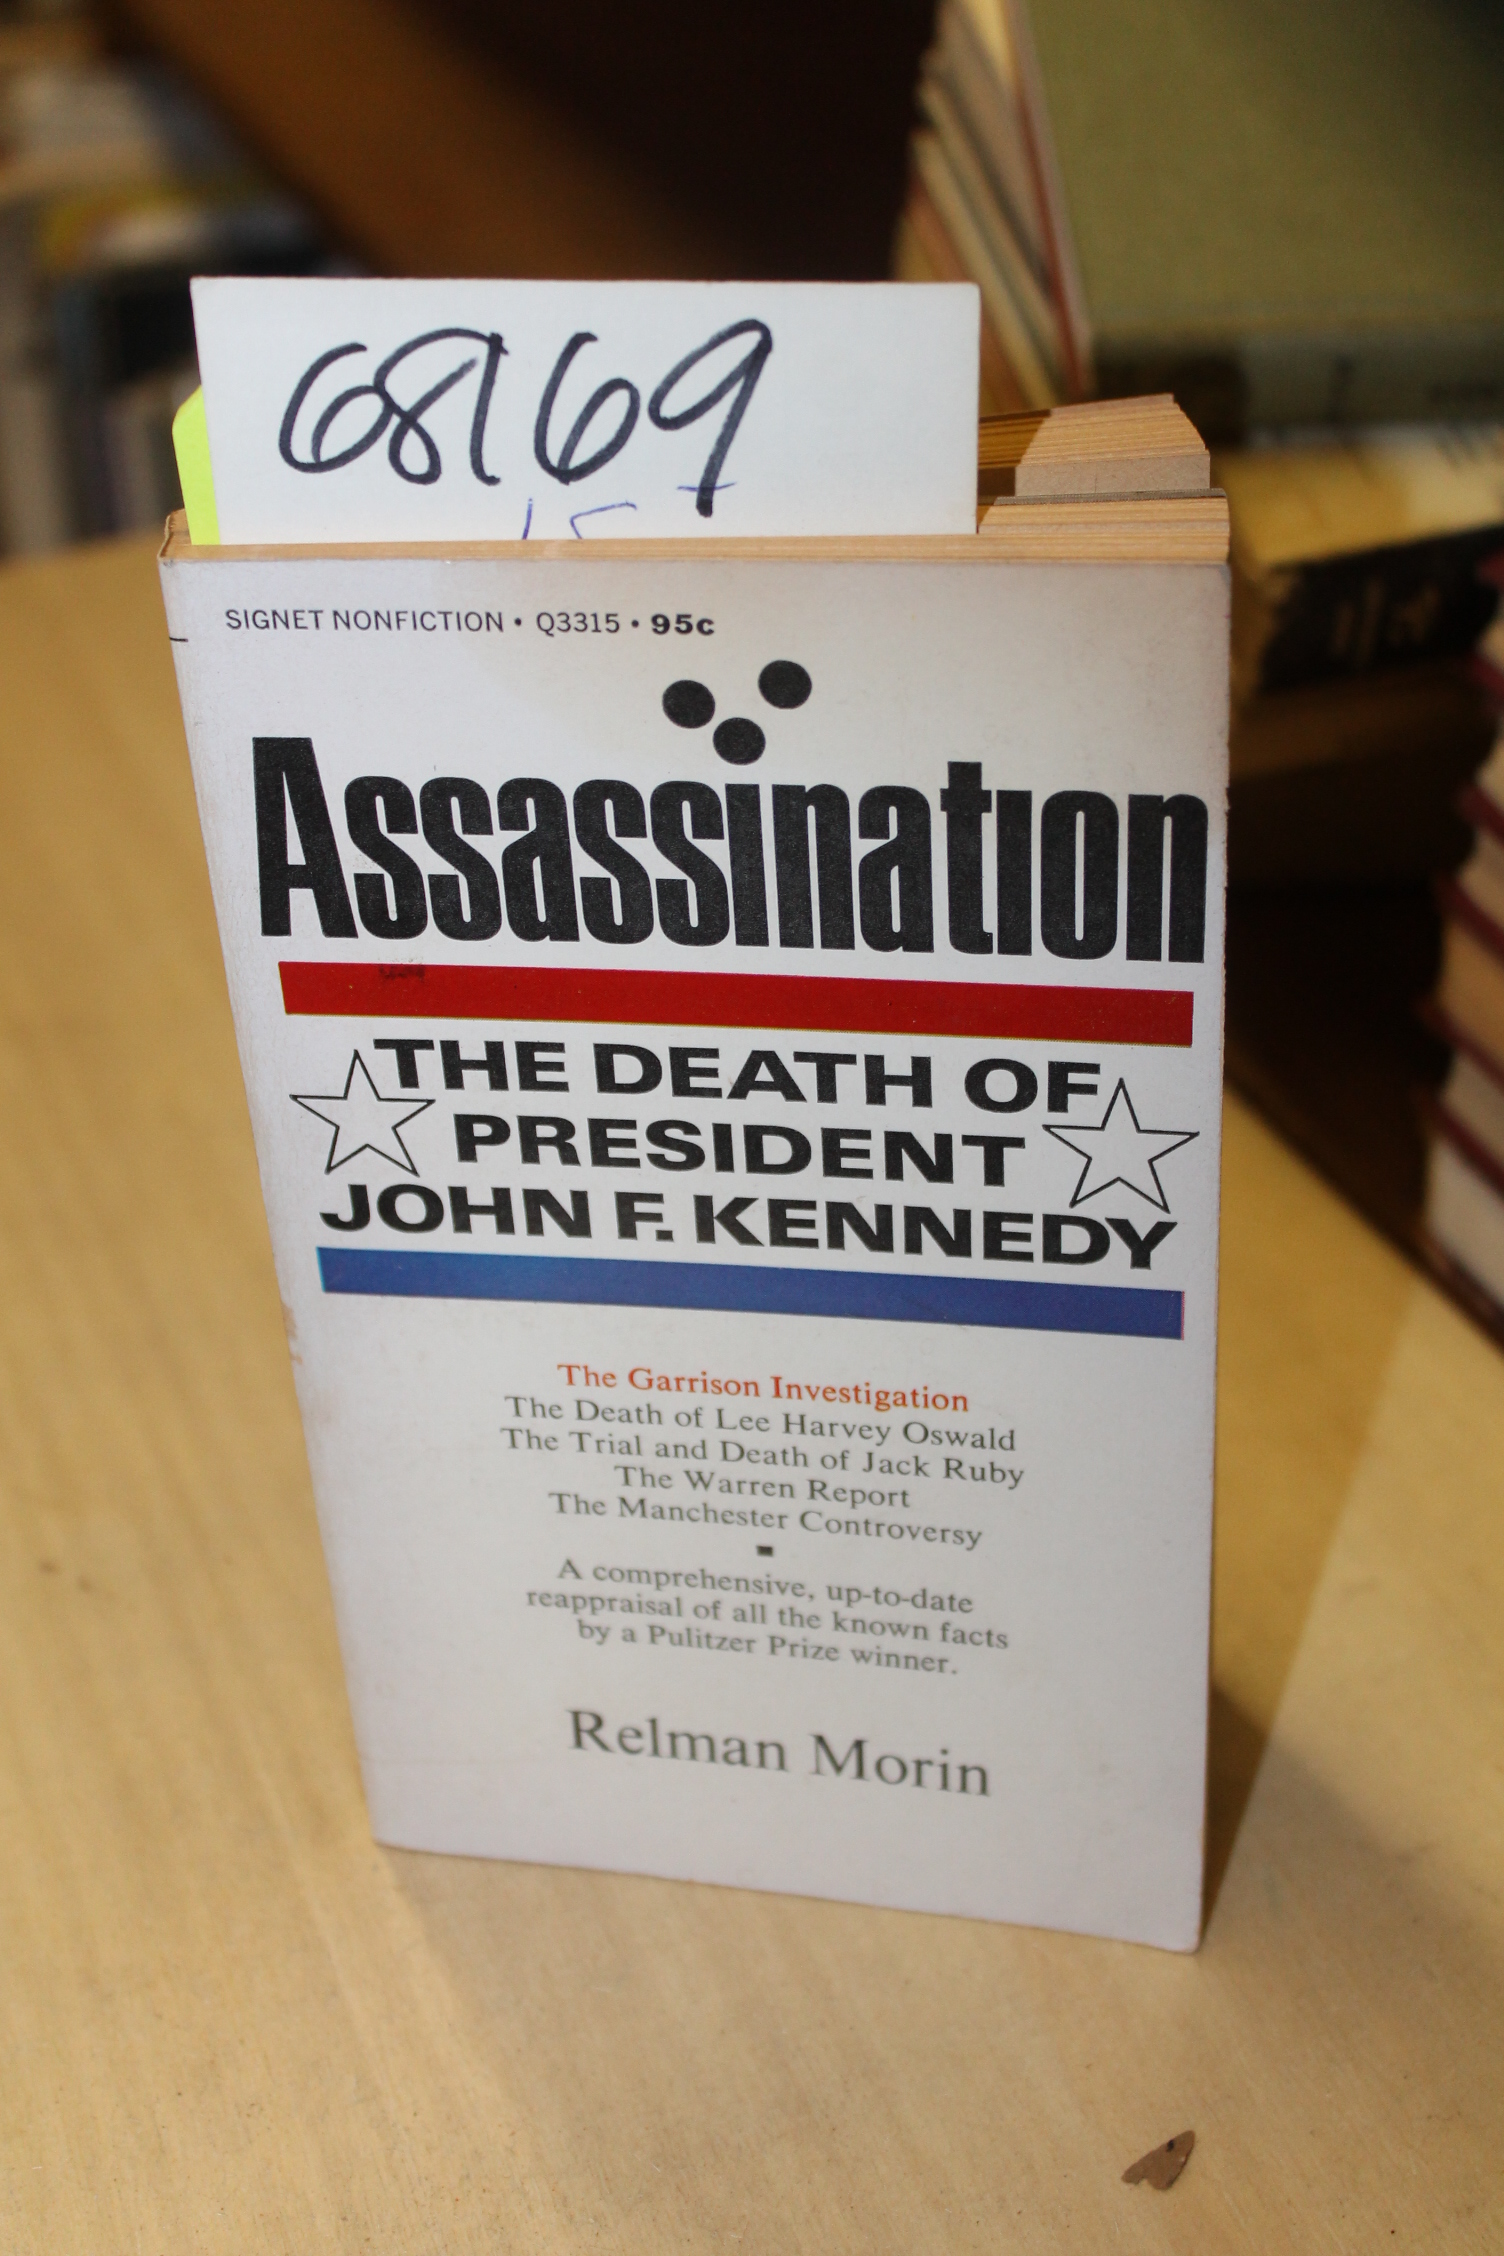 68169
15
SIGNET NONFICTION • Q3315 • 95c
Assassination
THE DEATH OF
PRESIDENT
JOHN F. KENNEDY
The Garrison Investigation
The Death of Lee Harvey Oswald
The Trial and Death of Jack Ruby
The Warren Report
The Manchester Controversy
A comprehensive, up-to-date
reappraisal of all the known facts
by a Pulitzer Prize winner.
Relman Morin